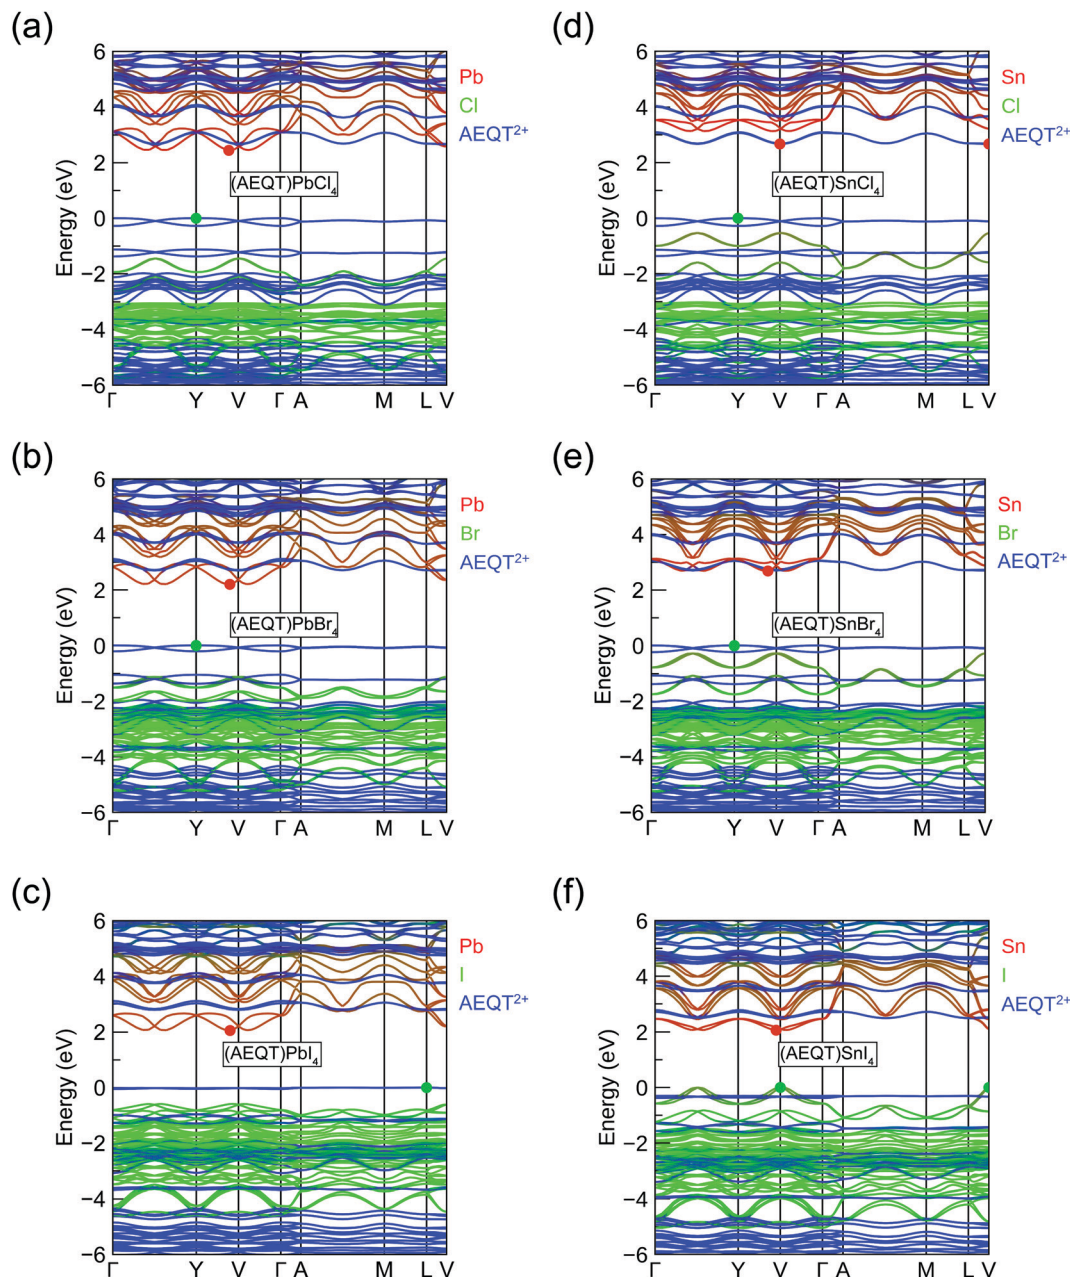 (a)
6
4
2
0
−2
−4
−6
Energy (eV)
Pb
Cl
AEQT²⁺
(AEQT)PbCl₄
Γ Y V Γ A M L V
(d)
6
4
2
0
−2
−4
−6
Energy (eV)
Sn
Cl
AEQT²⁺
(AEQT)SnCl₄
Γ Y V Γ A M L V
(b)
6
4
2
0
−2
−4
−6
Energy (eV)
Pb
Br
AEQT²⁺
(AEQT)PbBr₄
Γ Y V Γ A M L V
(e)
6
4
2
0
−2
−4
−6
Energy (eV)
Sn
Br
AEQT²⁺
(AEQT)SnBr₄
Γ Y V Γ A M L V
(c)
6
4
2
0
−2
−4
−6
Energy (eV)
Pb
I
AEQT²⁺
(AEQT)PbI₄
Γ Y V Γ A M L V
(f)
6
4
2
0
−2
−4
−6
Energy (eV)
Sn
I
AEQT²⁺
(AEQT)SnI₄
Γ Y V Γ A M L V